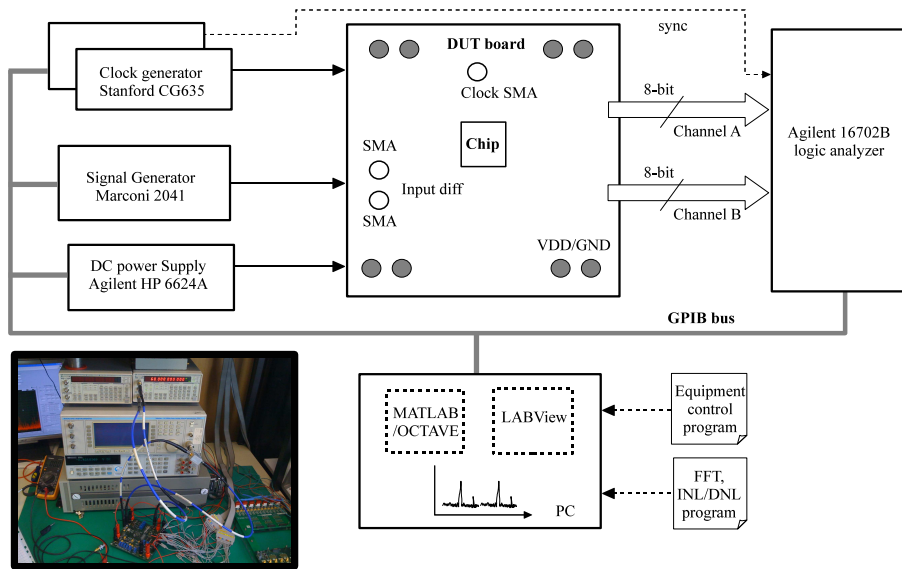 sync
Clock generator
Stanford CG635
DUT board
Clock SMA
Chip
SMA
Input diff
SMA
VDD/GND
8-bit
Channel A
8-bit
Channel B
Agilent 16702B
logic analyzer
Signal Generator
Marconi 2041
DC power Supply
Agilent HP 6624A
GPIB bus
MATLAB
/OCTAVE
LABView
PC
Equipment
control
program
FFT,
INL/DNL
program